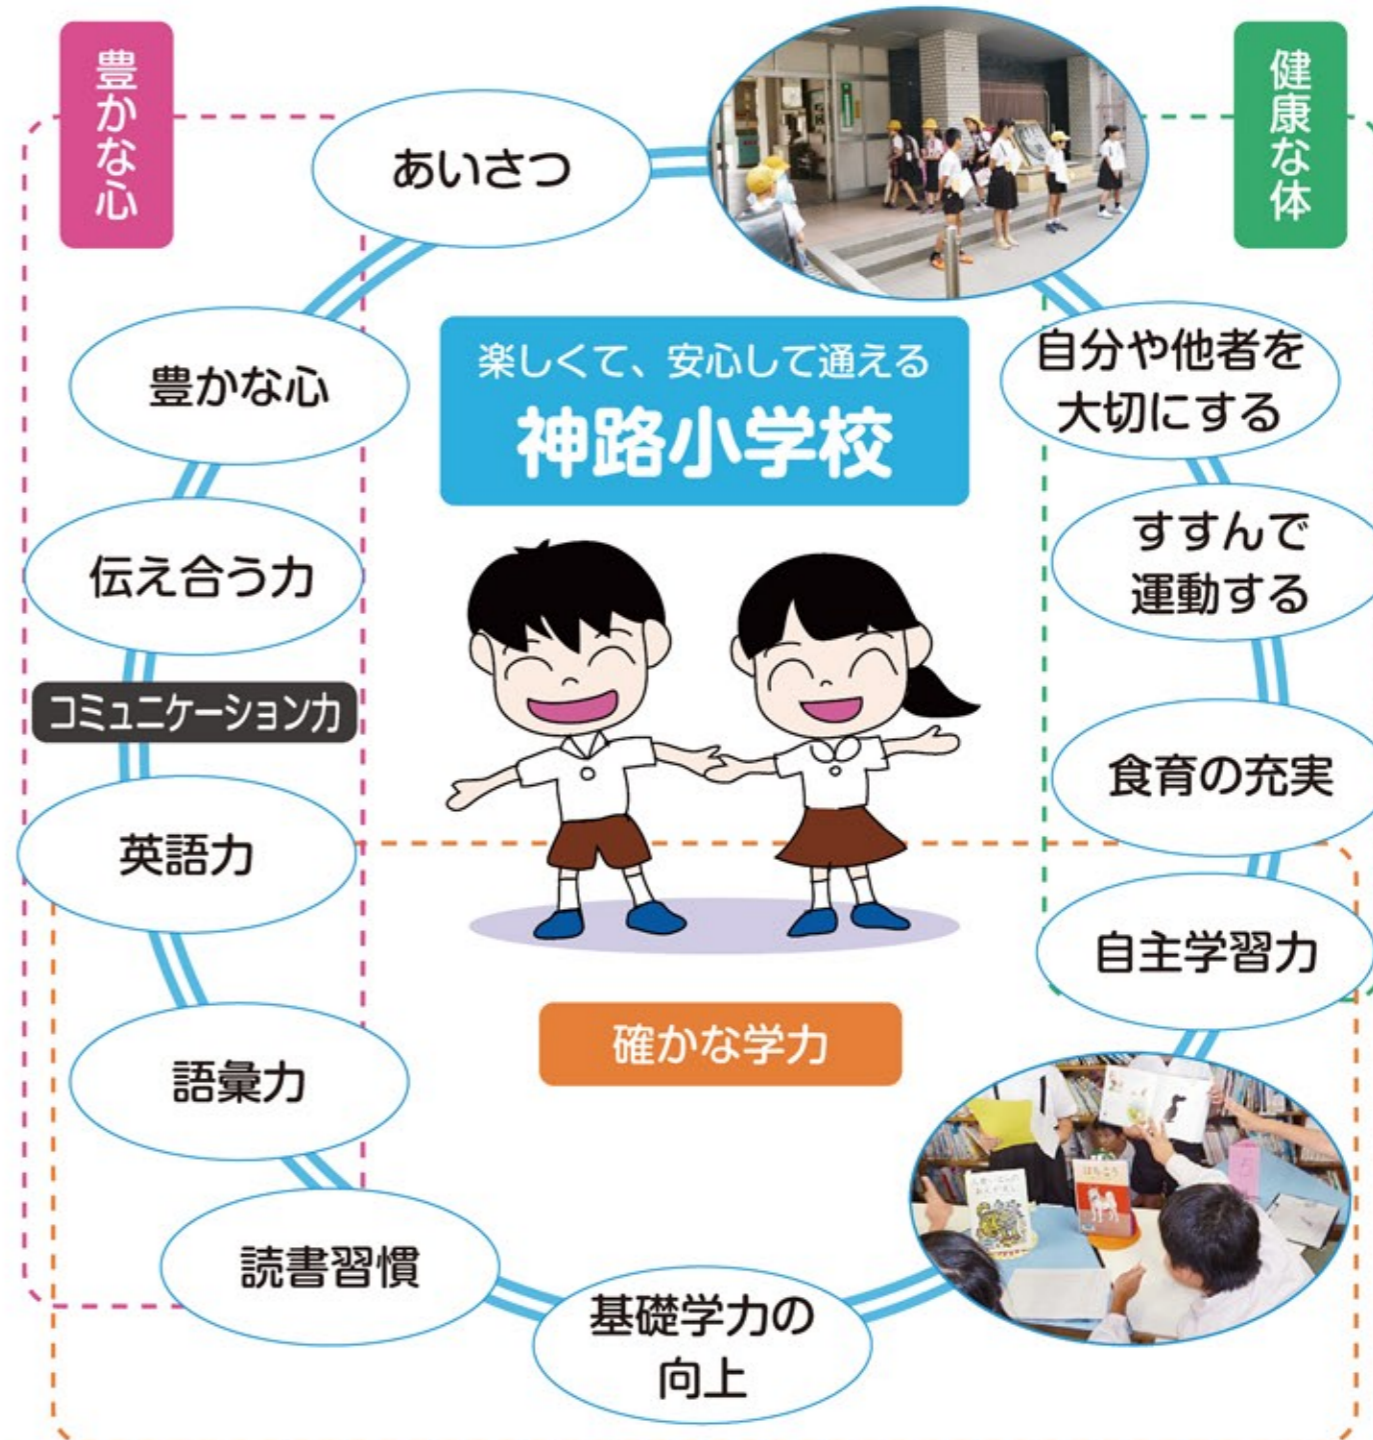 豊かな心
健康な体
あいさつ
楽しくて、安心して通える
神路小学校
自分や他者を
大切にする
豊かな心
すすんで
運動する
伝え合う力
コミュニケーション力
食育の充実
英語力
自主学習力
確かな学力
語彙力
はちこう
読書習慣
基礎学力の
向上